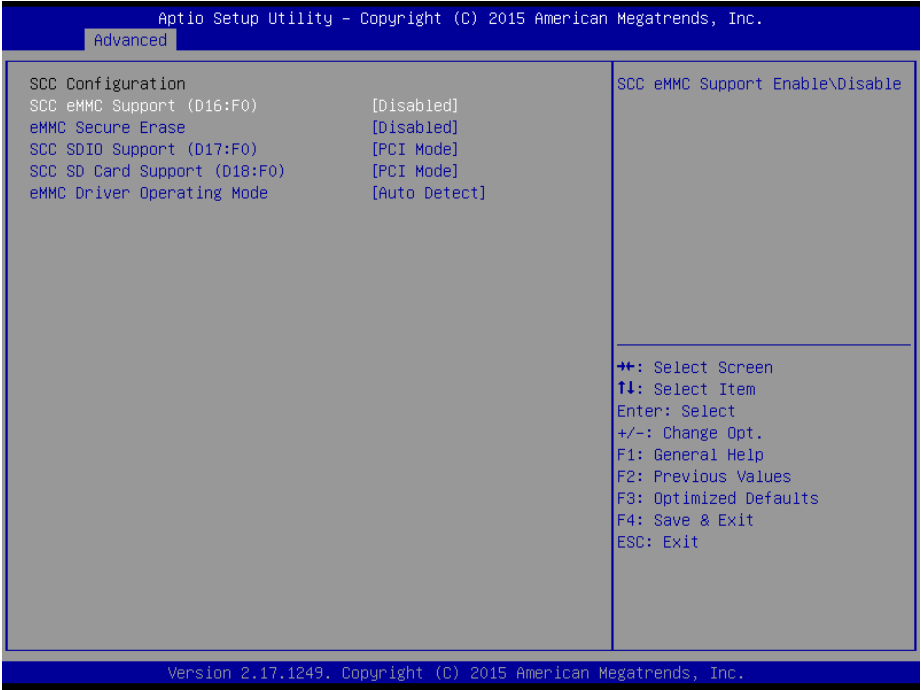 Aptio Setup Utility – Copyright (C) 2015 American Megatrends, Inc.
Advanced
SCC Configuration
SCC eMMC Support (D16:F0) [Disabled]
eMMC Secure Erase [Disabled]
SCC SDIO Support (D17:F0) [PCI Mode]
SCC SD Card Support (D18:F0) [PCI Mode]
eMMC Driver Operating Mode [Auto Detect]
SCC eMMC Support Enable\Disable
→←: Select Screen
↑↓: Select Item
Enter: Select
+/-: Change Opt.
F1: General Help
F2: Previous Values
F3: Optimized Defaults
F4: Save & Exit
ESC: Exit
Version 2.17.1249. Copyright (C) 2015 American Megatrends, Inc.